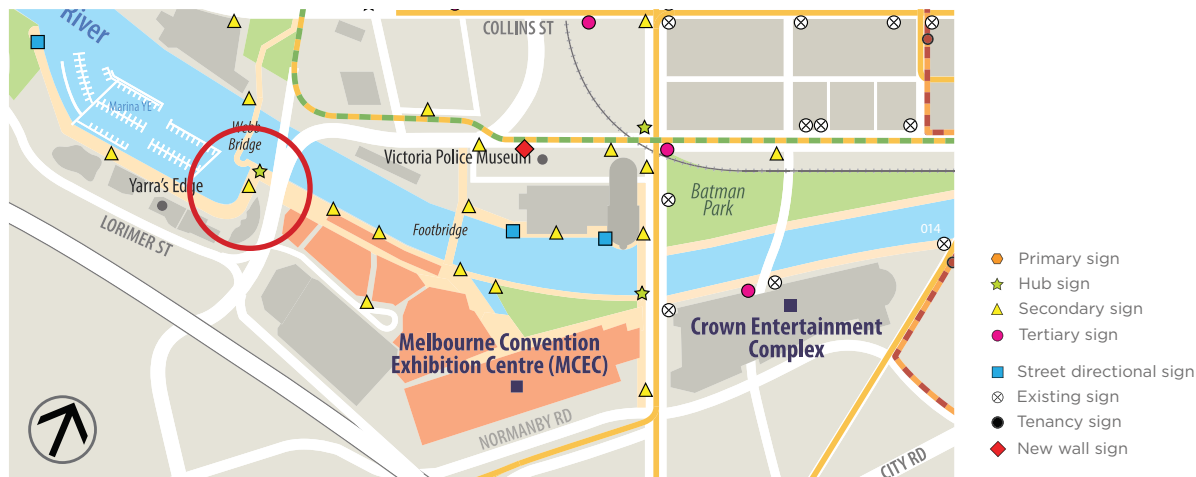 River
COLLINS ST
Marina YE
Webb
Bridge
Victoria Police Museum
Yarra's Edge
Batman
Park
LORIMER ST
Footbridge
014
Melbourne Convention
Exhibition Centre (MCEC)
Crown Entertainment
Complex
NORMANBY RD
CITY RD
Primary sign
Hub sign
Secondary sign
Tertiary sign
Street directional sign
Existing sign
Tenancy sign
New wall sign